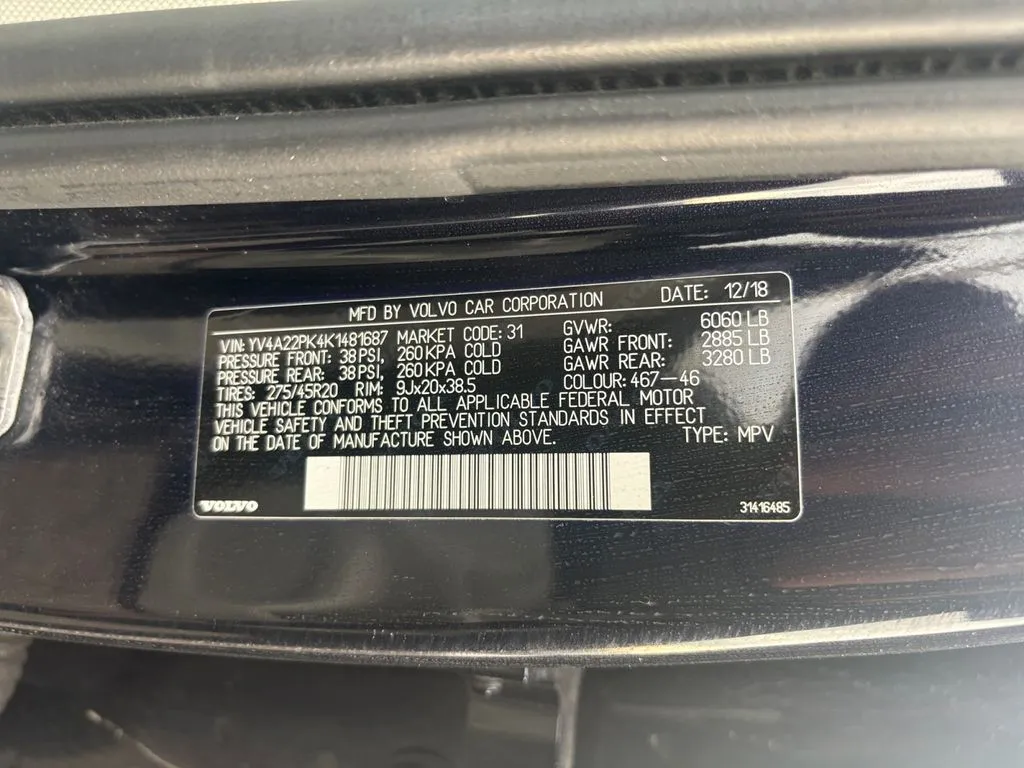 MFD BY VOLVO CAR CORPORATION DATE: 12/18
VIN: YV4A22PK4K1481687 MARKET CODE: 31 GVWR: 6060 LB
PRESSURE FRONT: 38 PSI, 260 KPA COLD GAWR FRONT: 2885 LB
PRESSURE REAR: 38 PSI, 260 KPA COLD GAWR REAR: 3280 LB
TIRES: 275/45R20 RIM: 9Jx20x38.5 COLOUR: 467-46
THIS VEHICLE CONFORMS TO ALL APPLICABLE FEDERAL MOTOR
VEHICLE SAFETY AND THEFT PREVENTION STANDARDS IN EFFECT
ON THE DATE OF MANUFACTURE SHOWN ABOVE. TYPE: MPV
VOLVO 31416485